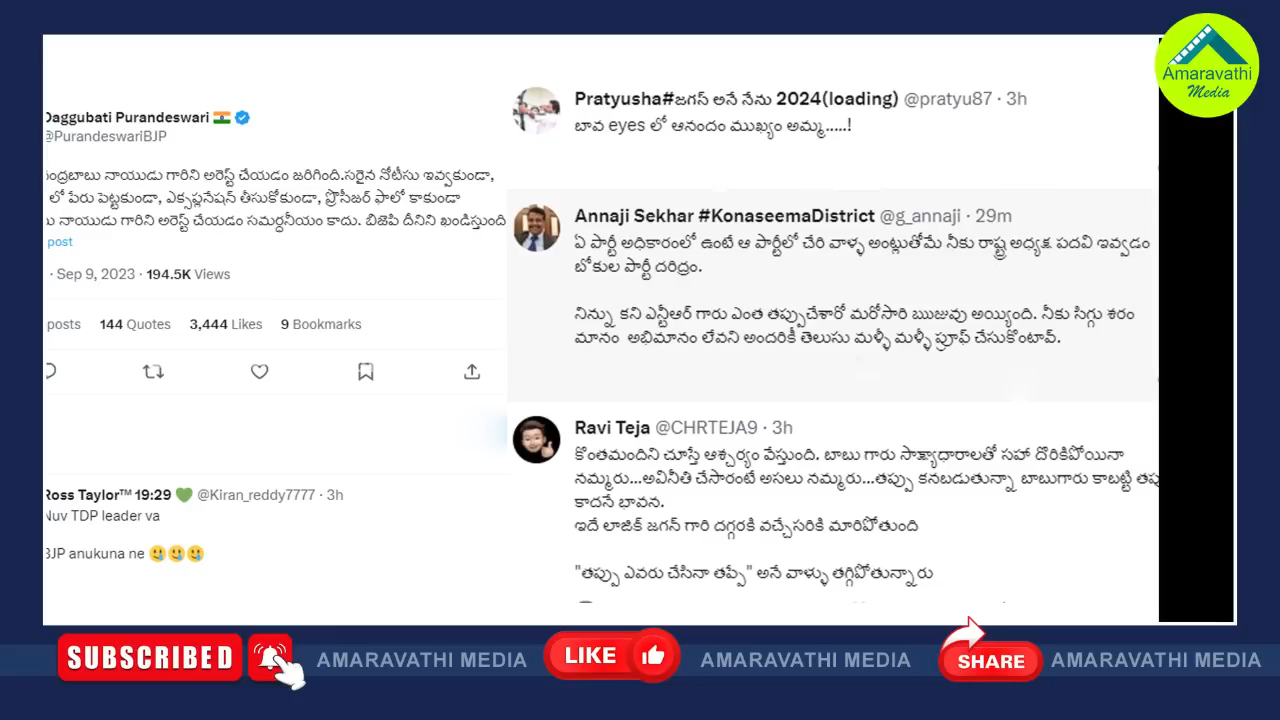 Amaravathi
Media
Daggubati Purandeswari
@PurandeswariBJP
చంద్రబాబు నాయుడు గారిని అరెస్ట్ చేయడం జరిగింది.సరైన నోటీసు ఇవ్వకుండా,
లో పేరు పెట్టకుండా, ఎక్స్ప్లనేషన్ తీసుకోకుండా, ప్రొసీజర్ ఫాలో కాకుండా
నాయుడు గారిని అరెస్ట్ చేయడం సమర్థనీయం కాదు. బిజెపి దీనిని ఖండిస్తుంది
post
· Sep 9, 2023 · 194.5K Views
posts 144 Quotes 3,444 Likes 9 Bookmarks
Ross Taylor™ 19:29 💚 @Kiran_reddy7777 · 3h
Nuv TDP leader va
BJP anukuna ne 🥲🥲🥲
Pratyusha#జగన్ అనే నేను 2024(loading) @pratyu87 · 3h
బావ eyes లో ఆనందం ముఖ్యం అమ్మ.....!
Annaji Sekhar #KonaseemaDistrict @g_annaji · 29m
ఏ పార్టీ అధికారంలో ఉంటే ఆ పార్టీలో చేరి వాళ్ళ అంట్లుతోమే నీకు రాష్ట్ర అధ్యక్ష పదవి ఇవ్వడం
బోకుల పార్టీ దరిద్రం.
నిన్ను కని ఎన్టీఆర్ గారు ఎంత తప్పుచేశారో మరోసారి ఋజువు అయ్యింది. నీకు సిగ్గు శరం
మానం అభిమానం లేవని అందరికీ తెలుసు మళ్ళీ మళ్ళీ ప్రూఫ్ చేసుకొంటావ్.
Ravi Teja @CHRTEJA9 · 3h
కొంతమందిని చూస్తే ఆశ్చర్యం వేస్తుంది. బాబు గారు సాక్ష్యాధారాలతో సహా దొరికిపోయినా
నమ్మరు...అవినీతి చేసారంటే అసలు నమ్మరు...తప్పు కనబడుతున్నా బాబుగారు కాబట్టి తప్పు
కాదనే భావన.
ఇదే లాజిక్ జగన్ గారి దగ్గరకి వచ్చేసరికి మారిపోతుంది
"తప్పు ఎవరు చేసినా తప్పే" అనే వాళ్ళు తగ్గిపోతున్నారు
SUBSCRIBED AMARAVATHI MEDIA LIKE AMARAVATHI MEDIA SHARE AMARAVATHI MEDIA